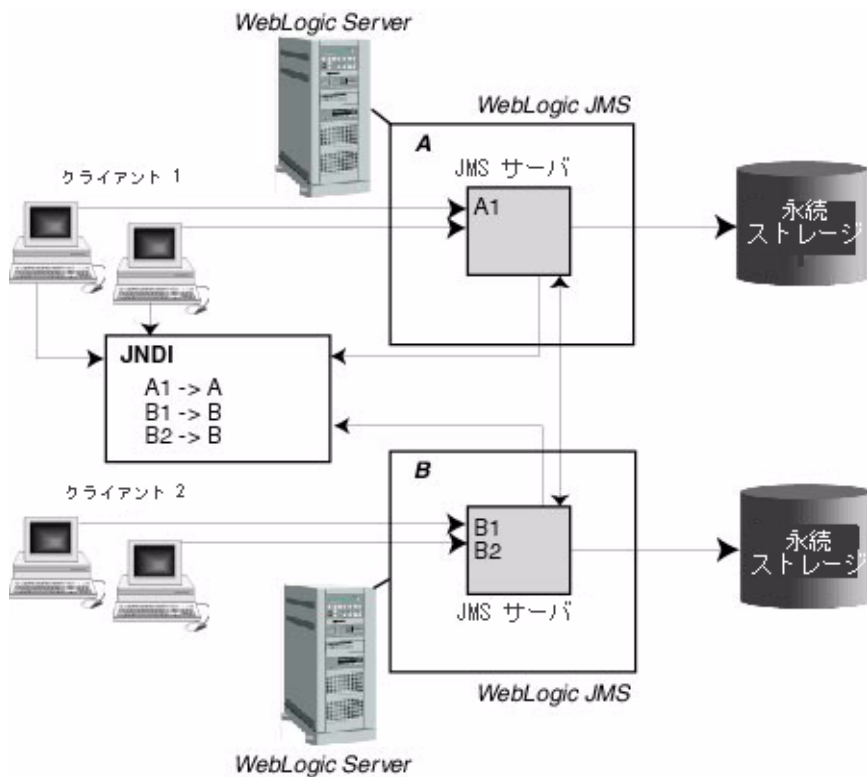 WebLogic Server
WebLogic JMS
A
JMS サーバ
クライアント 1
A1
永続
ストレージ
JNDI
A1 -> A
B1 -> B
B2 -> B
B
クライアント 2
B1
B2
永続
ストレージ
JMS サーバ
WebLogic JMS
WebLogic Server